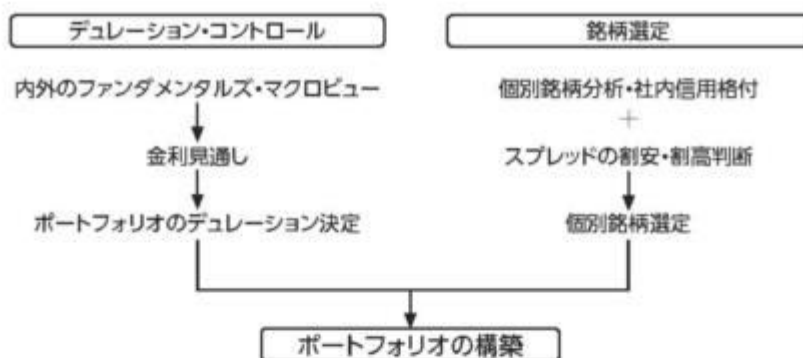 デュレーション・コントロール
内外のファンダメンタルズ・マクロビュー
金利見通し
ポートフォリオのデュレーション決定
銘柄選定
個別銘柄分析・社内信用格付
+
スプレッドの割安・割高判断
個別銘柄選定
ポートフォリオの構築